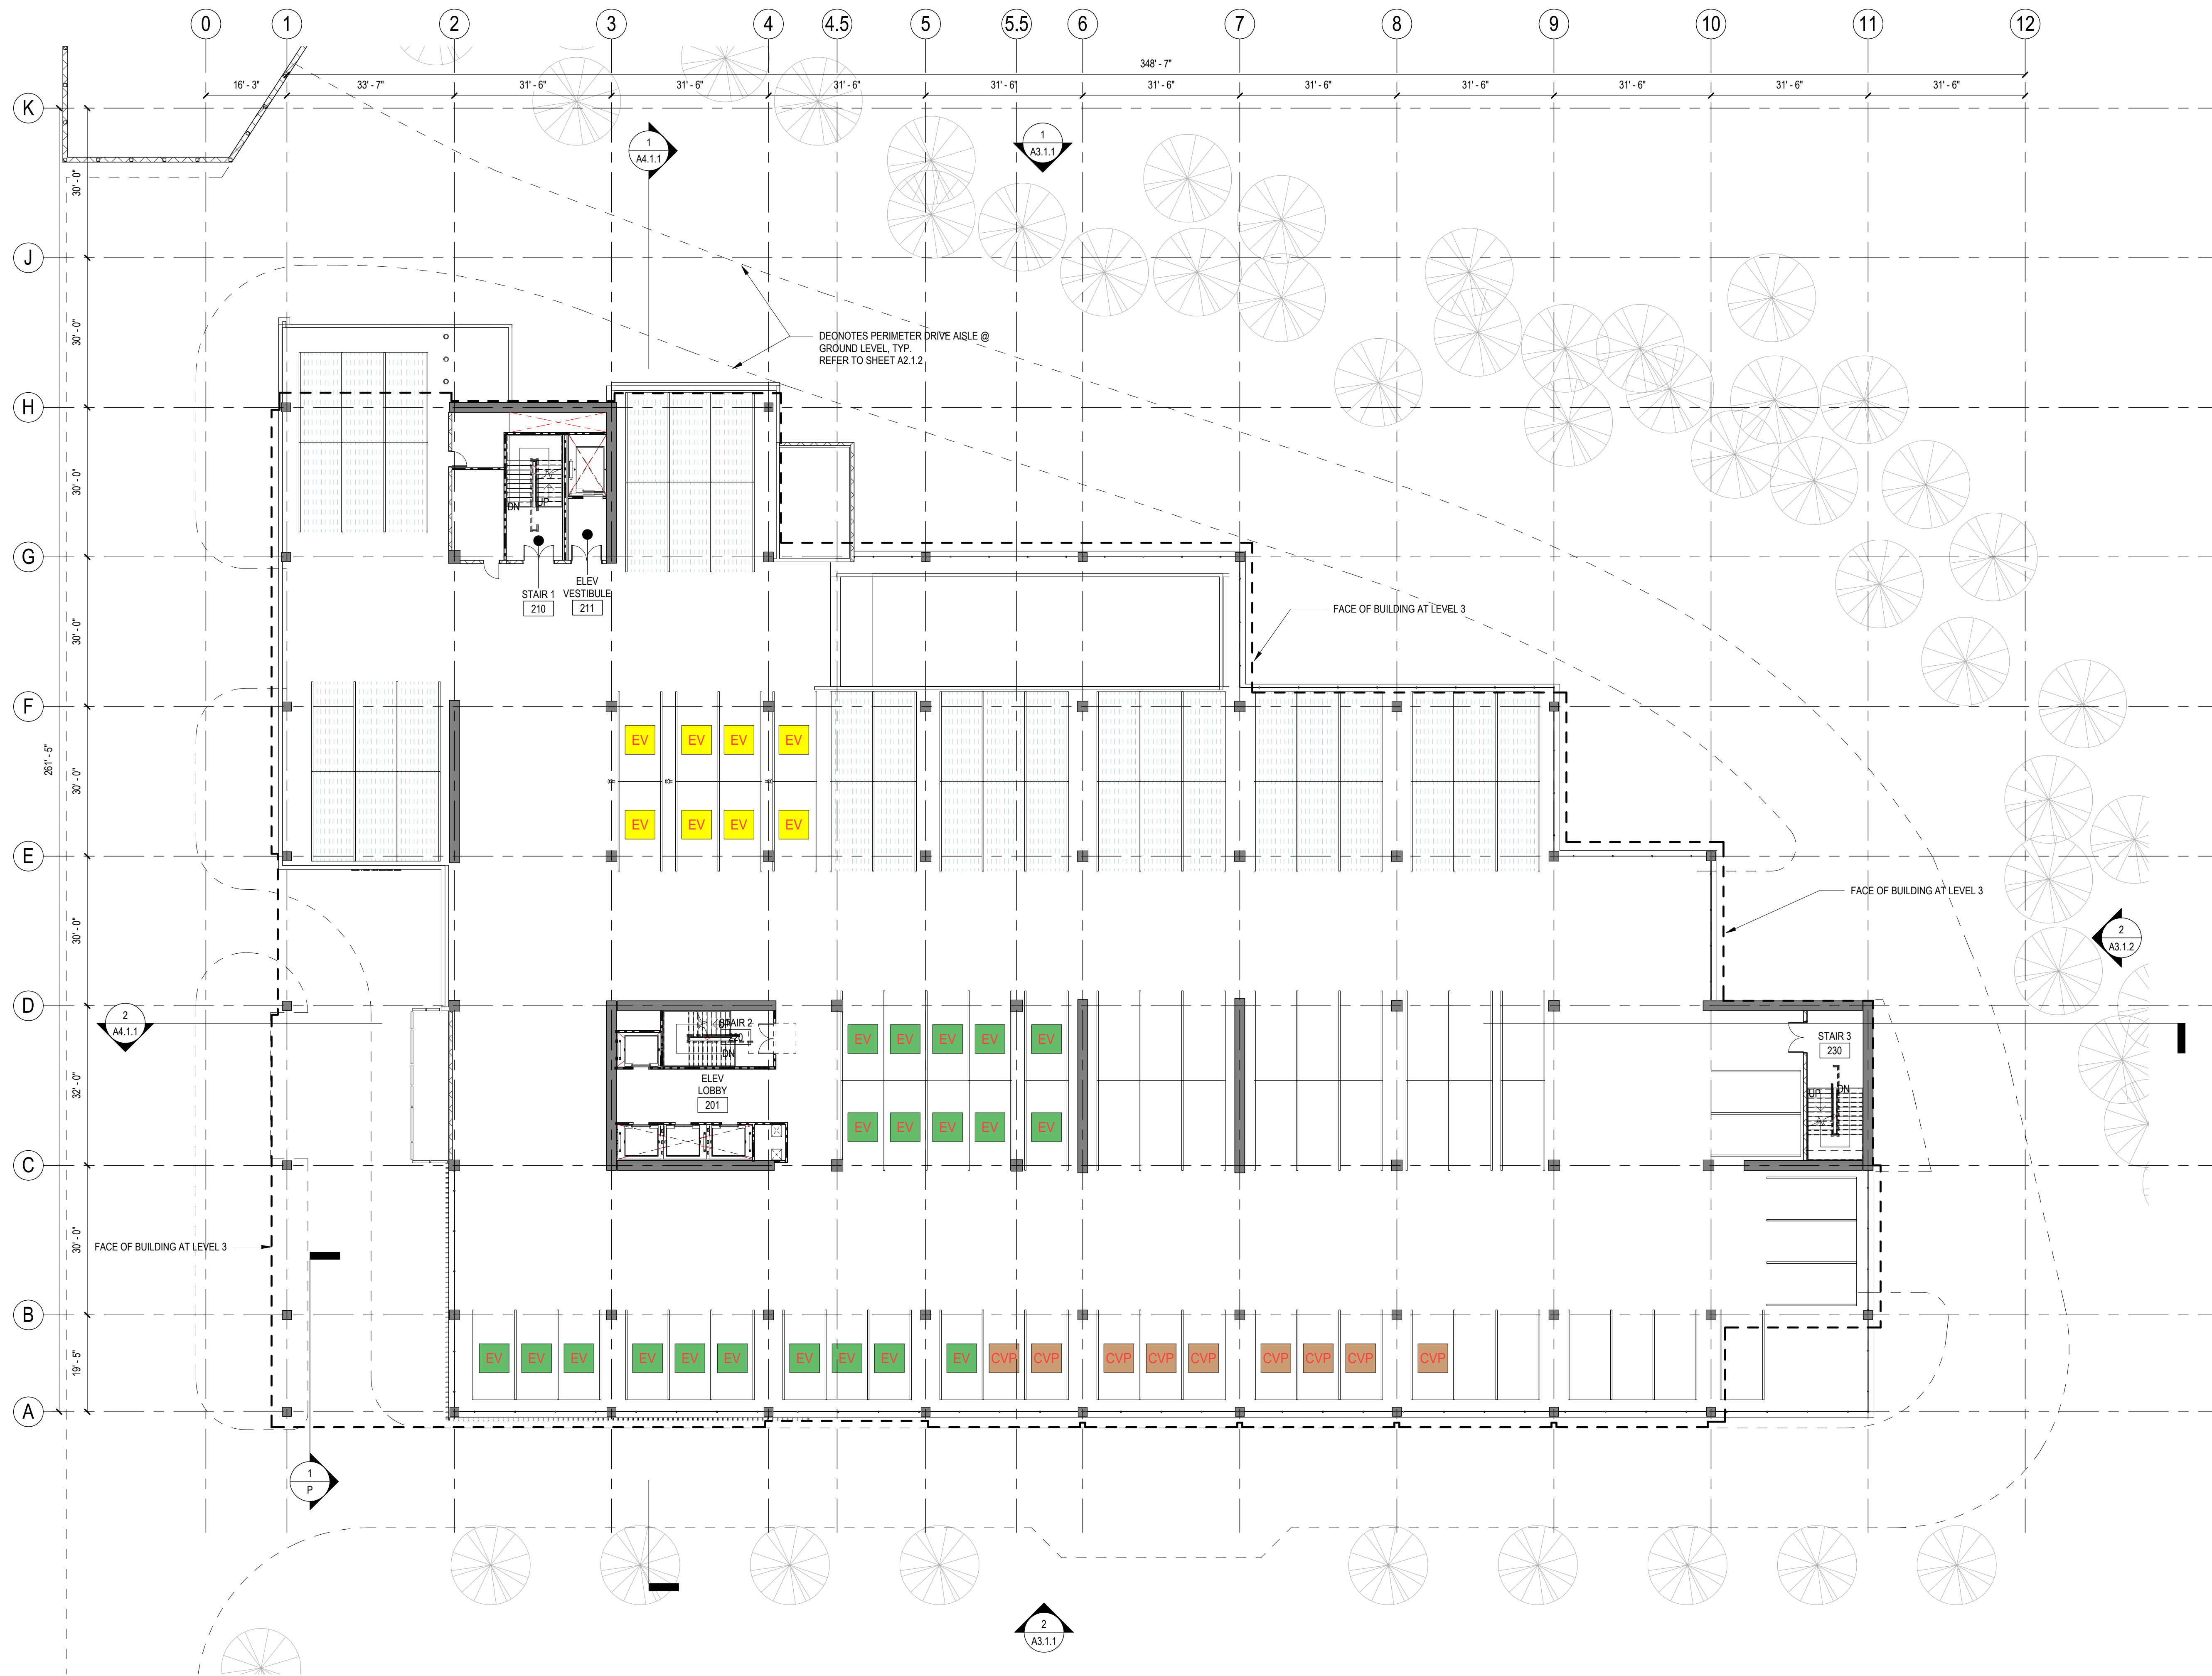 0 1 2 3 4 4.5 5 5.5 6 7 8 9 10 11 12
348' - 7"
16' - 3" 33' - 7" 31' - 6" 31' - 6" 31' - 6" 31' - 6" 31' - 6" 31' - 6" 31' - 6" 31' - 6" 31' - 6" 31' - 6"
K
1
A4.1.1
1
A3.1.1
30' - 0"
J
30' - 0"
DEONOTES PERIMETER DRIVE AISLE @
GROUND LEVEL, TYP.
REFER TO SHEET A2.1.2
H
30' - 0"
DN UP
G
STAIR 1
210
ELEV
VESTIBULE
211
30' - 0"
FACE OF BUILDING AT LEVEL 3
F
EV EV EV EV
261' - 5"
30' - 0"
EV EV EV EV
E
FACE OF BUILDING AT LEVEL 3
30' - 0"
2
A3.1.2
D
2
A4.1.1
STAIR 2
220
DN
EV EV EV EV EV
STAIR 3
230
32' - 0"
ELEV
LOBBY
201
UP DN
EV EV EV EV EV
C
30' - 0"
FACE OF BUILDING AT LEVEL 3
B
19' - 5"
EV EV EV EV EV EV EV EV EV EV CVP CVP CVP CVP CVP CVP CVP CVP CVP
A
1
P
2
A3.1.1